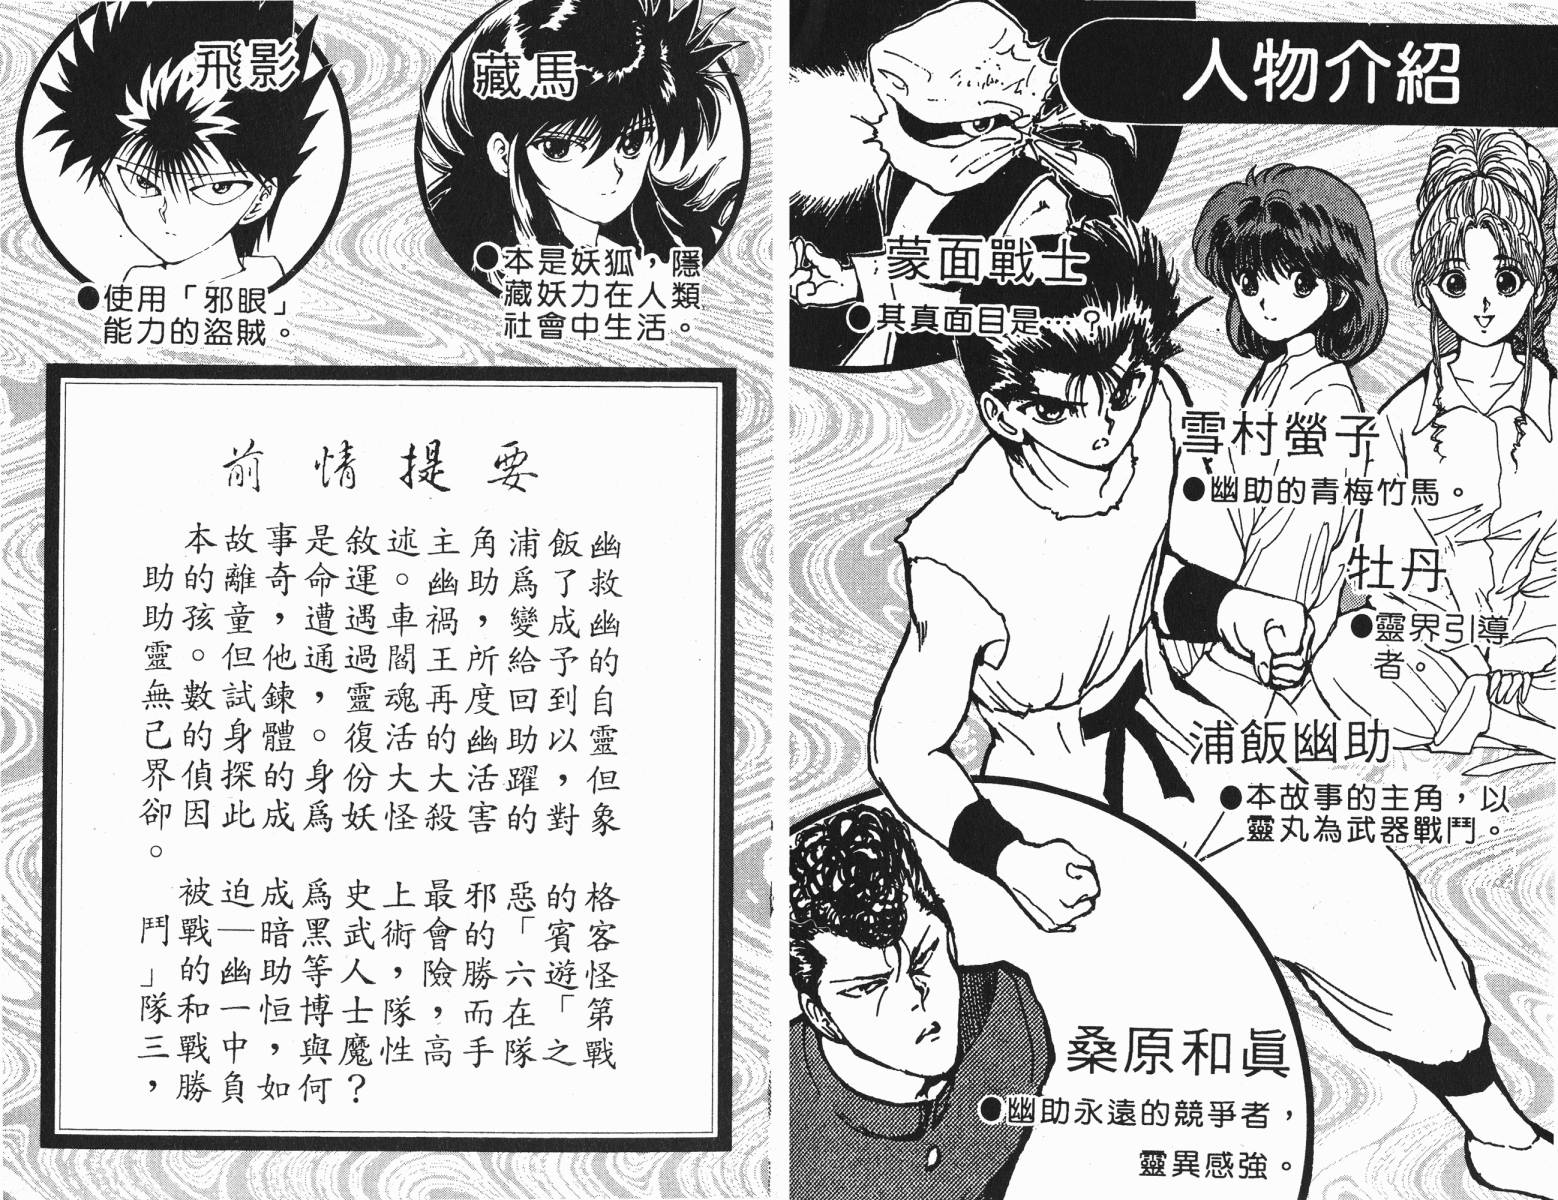 人物介紹
蒙面戰士
●其真面目是…？
雪村螢子
●幽助的青梅竹馬。
牡丹
●靈界引導
者。
浦飯幽助
●本故事的主角，以
靈丸為武器戰鬥。
桑原和眞
●幽助永遠的競爭者，
靈異感強。
藏馬
●本是妖狐，隱
藏妖力在人類
社會中生活。
飛影
●使用「邪眼」
能力的盜賊。
前情提要
本故事是敘述主角浦飯幽
助的離奇命運。幽助爲了救
助孩童，遭遇車禍，變成幽
靈。但他通過閻王所給予的
無數試鍊，靈魂再度回到自
己的身體。復活的幽助以靈
界偵探的身份大大活躍，但
卻因此成爲妖怪殺害的對象
。
被迫成爲史上最邪惡的格
鬥戰—暗黑武術會的「賓客
」的幽助等人，險勝六遊怪
隊和一恒博士隊，而在「第
三戰中，與魔性高手隊之戰
，勝負如何？